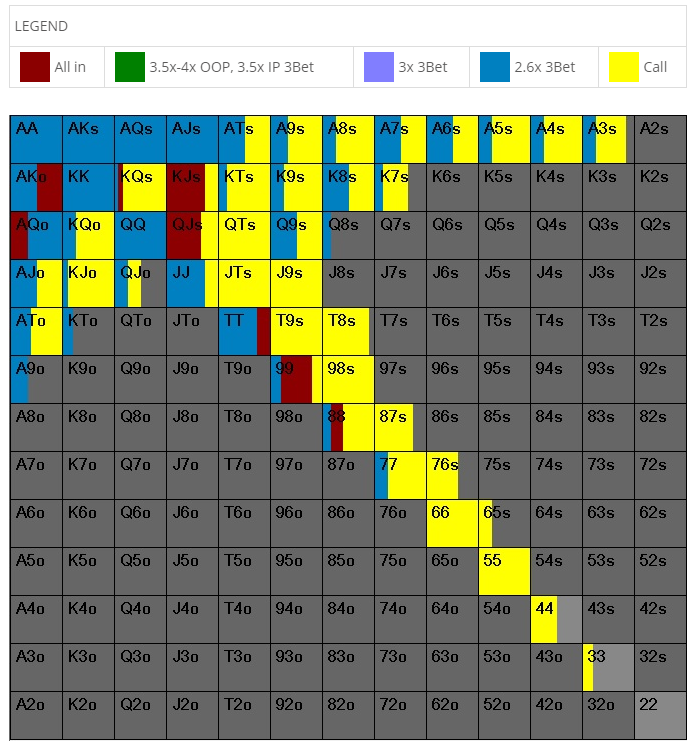 LEGEND
All in 3.5x-4x OOP, 3.5x IP 3Bet 3x 3Bet 2.6x 3Bet Call
AA AKs AQs AJs ATs A9s A8s A7s A6s A5s A4s A3s A2s
AKo KK KQs KJs KTs K9s K8s K7s K6s K5s K4s K3s K2s
AQo KQo QQ QJs QTs Q9s Q8s Q7s Q6s Q5s Q4s Q3s Q2s
AJo KJo QJo JJ JTs J9s J8s J7s J6s J5s J4s J3s J2s
ATo KTo QTo JTo TT T9s T8s T7s T6s T5s T4s T3s T2s
A9o K9o Q9o J9o T9o 99 98s 97s 96s 95s 94s 93s 92s
A8o K8o Q8o J8o T8o 98o 88 87s 86s 85s 84s 83s 82s
A7o K7o Q7o J7o T7o 97o 87o 77 76s 75s 74s 73s 72s
A6o K6o Q6o J6o T6o 96o 86o 76o 66 65s 64s 63s 62s
A5o K5o Q5o J5o T5o 95o 85o 75o 65o 55 54s 53s 52s
A4o K4o Q4o J4o T4o 94o 84o 74o 64o 54o 44 43s 42s
A3o K3o Q3o J3o T3o 93o 83o 73o 63o 53o 43o 33 32s
A2o K2o Q2o J2o T2o 92o 82o 72o 62o 52o 42o 32o 22